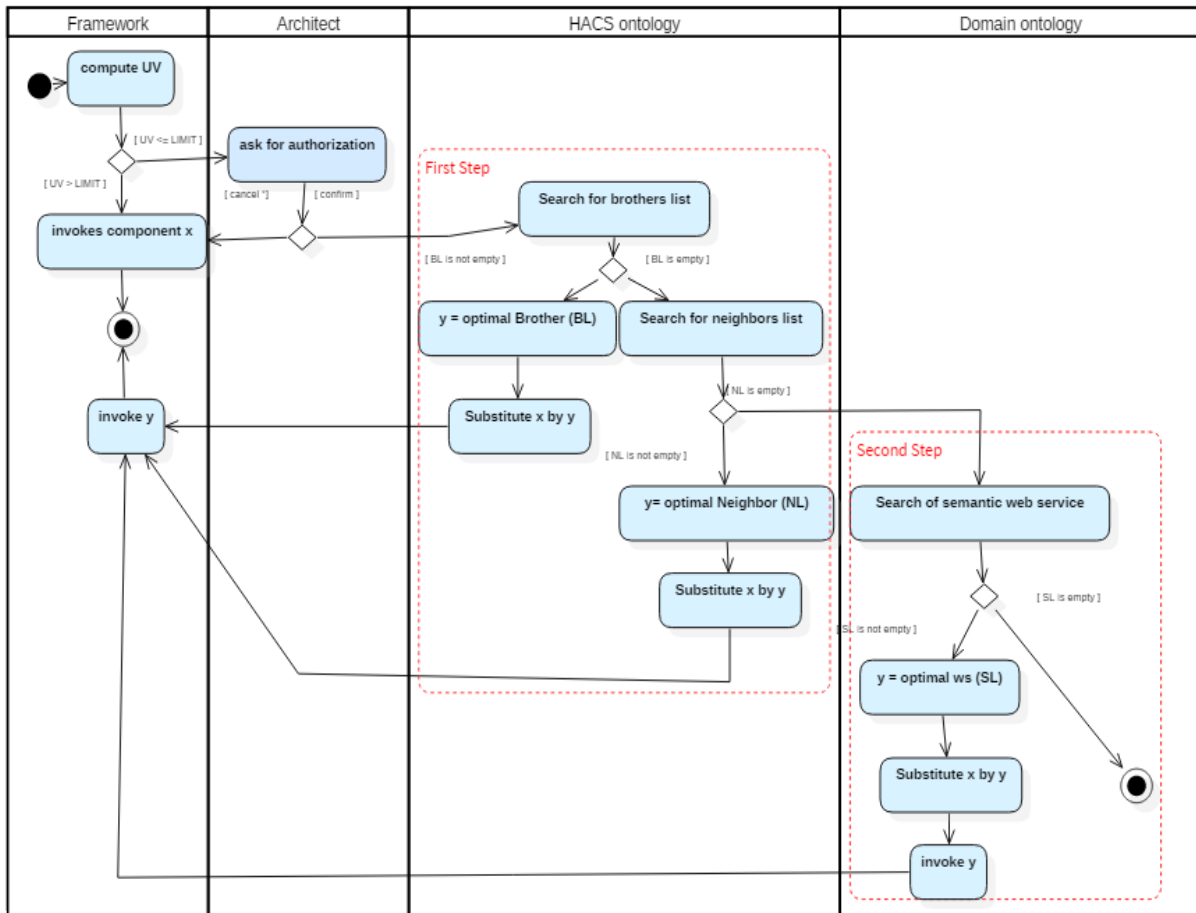 Framework
Architect
HACS ontology
Domain ontology
compute UV
[ UV <= LIMIT ]
ask for authorization
First Step
[ UV > LIMIT ]
[ cancel *]
[ confirm ]
Search for brothers list
invokes component x
[ BL is not empty ]
[ BL is empty ]
y = optimal Brother (BL)
Search for neighbors list
[NL is empty ]
invoke y
Substitute x by y
[ NL is not empty ]
Second Step
y= optimal Neighbor (NL)
Search of semantic web service
Substitute x by y
[ SL is empty ]
[ SL is not empty ]
y = optimal ws (SL)
Substitute x by y
invoke y